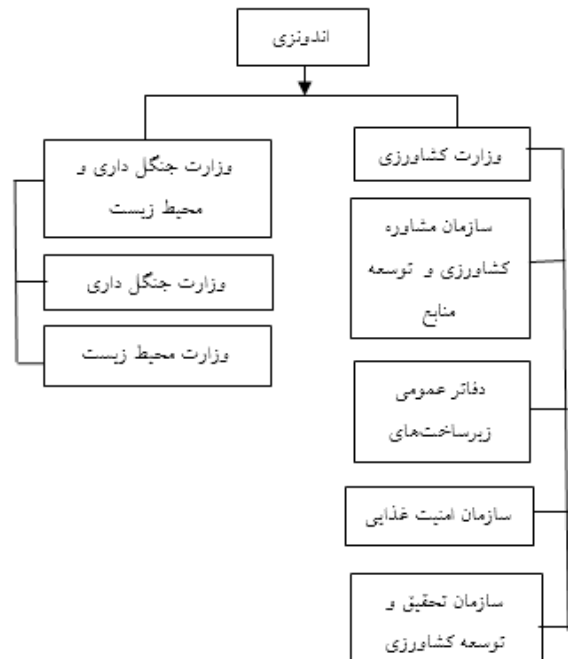 اندونزی
وزارت کشاورزی
سازمان مشاوره
کشاورزی و توسعه
منابع
دفاتر عمومی
زیرساخت‌های
سازمان امنیت غذایی
سازمان تحقیق و
توسعه کشاورزی
وزارت جنگل داری و
محیط زیست
وزارت جنگل داری
وزارت محیط زیست